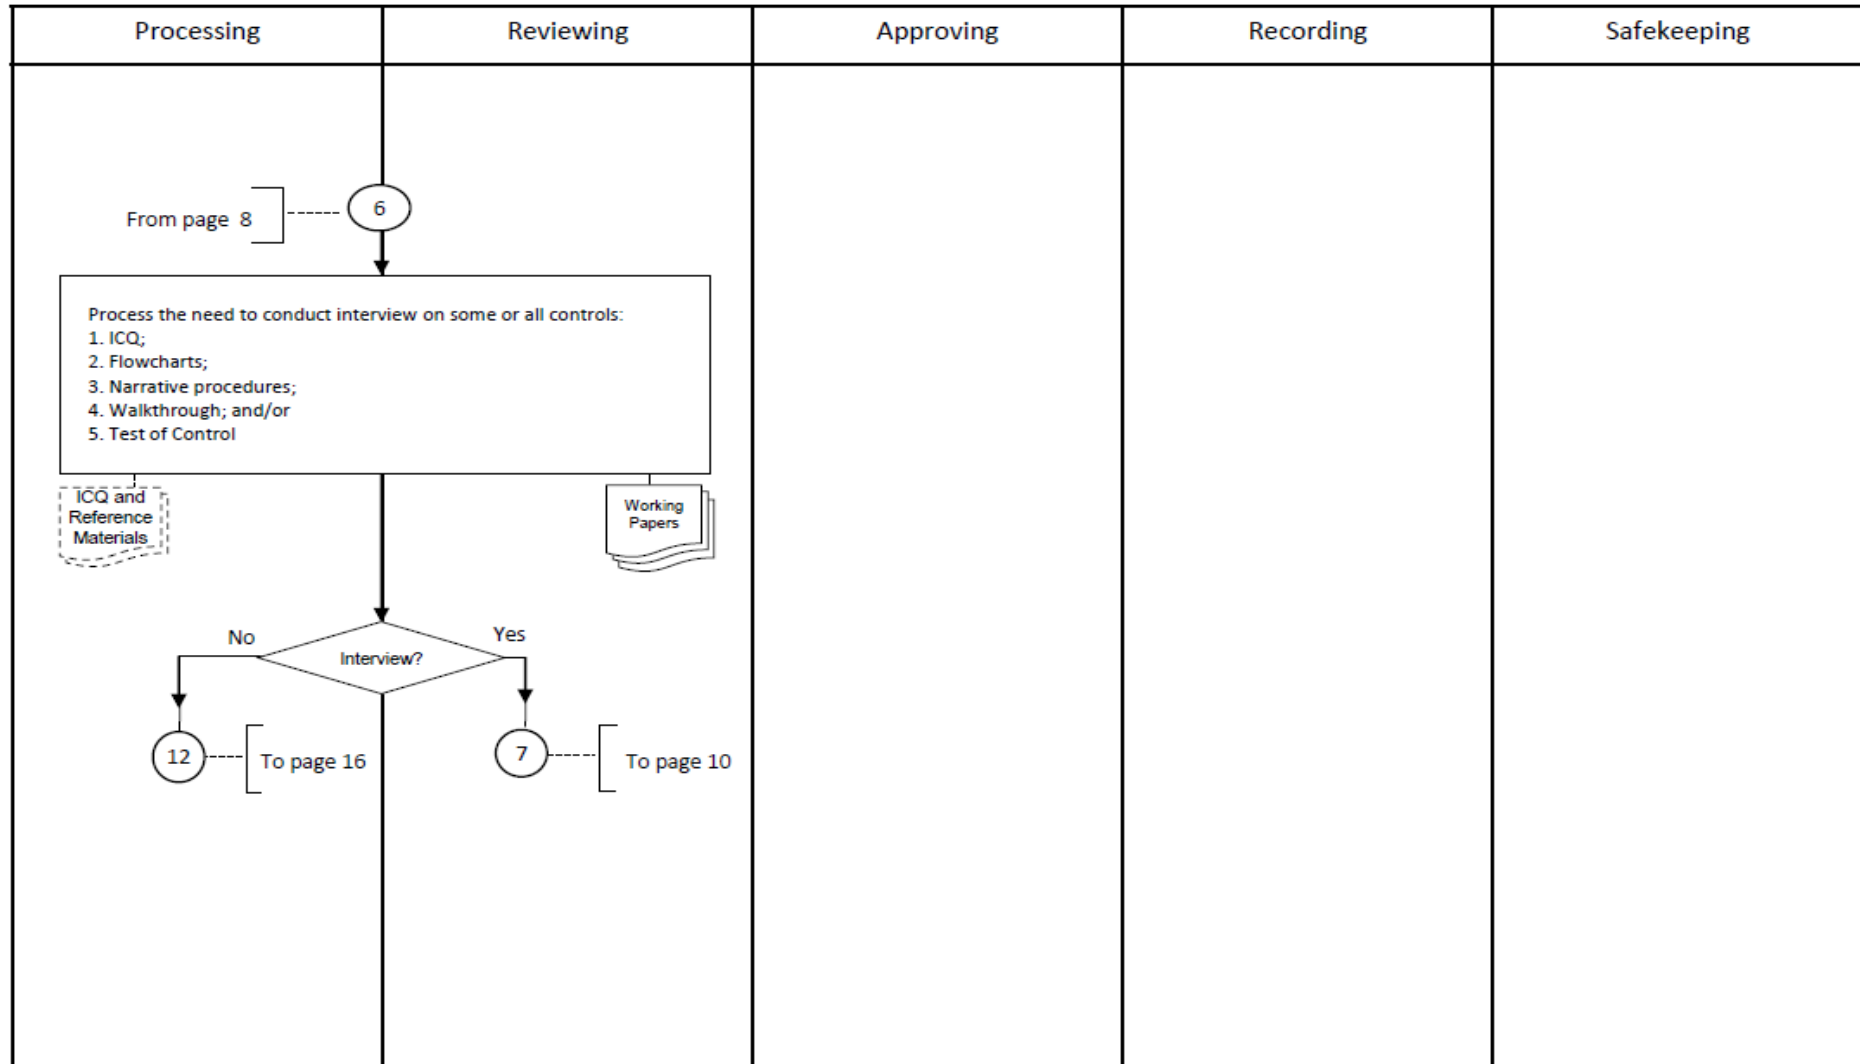 Processing
Reviewing
Approving
Recording
Safekeeping
From page 8
6
Process the need to conduct interview on some or all controls:
1. ICQ;
2. Flowcharts;
3. Narrative procedures;
4. Walkthrough; and/or
5. Test of Control
ICQ and
Reference
Materials
Working
Papers
No
Yes
Interview?
12
To page 16
7
To page 10